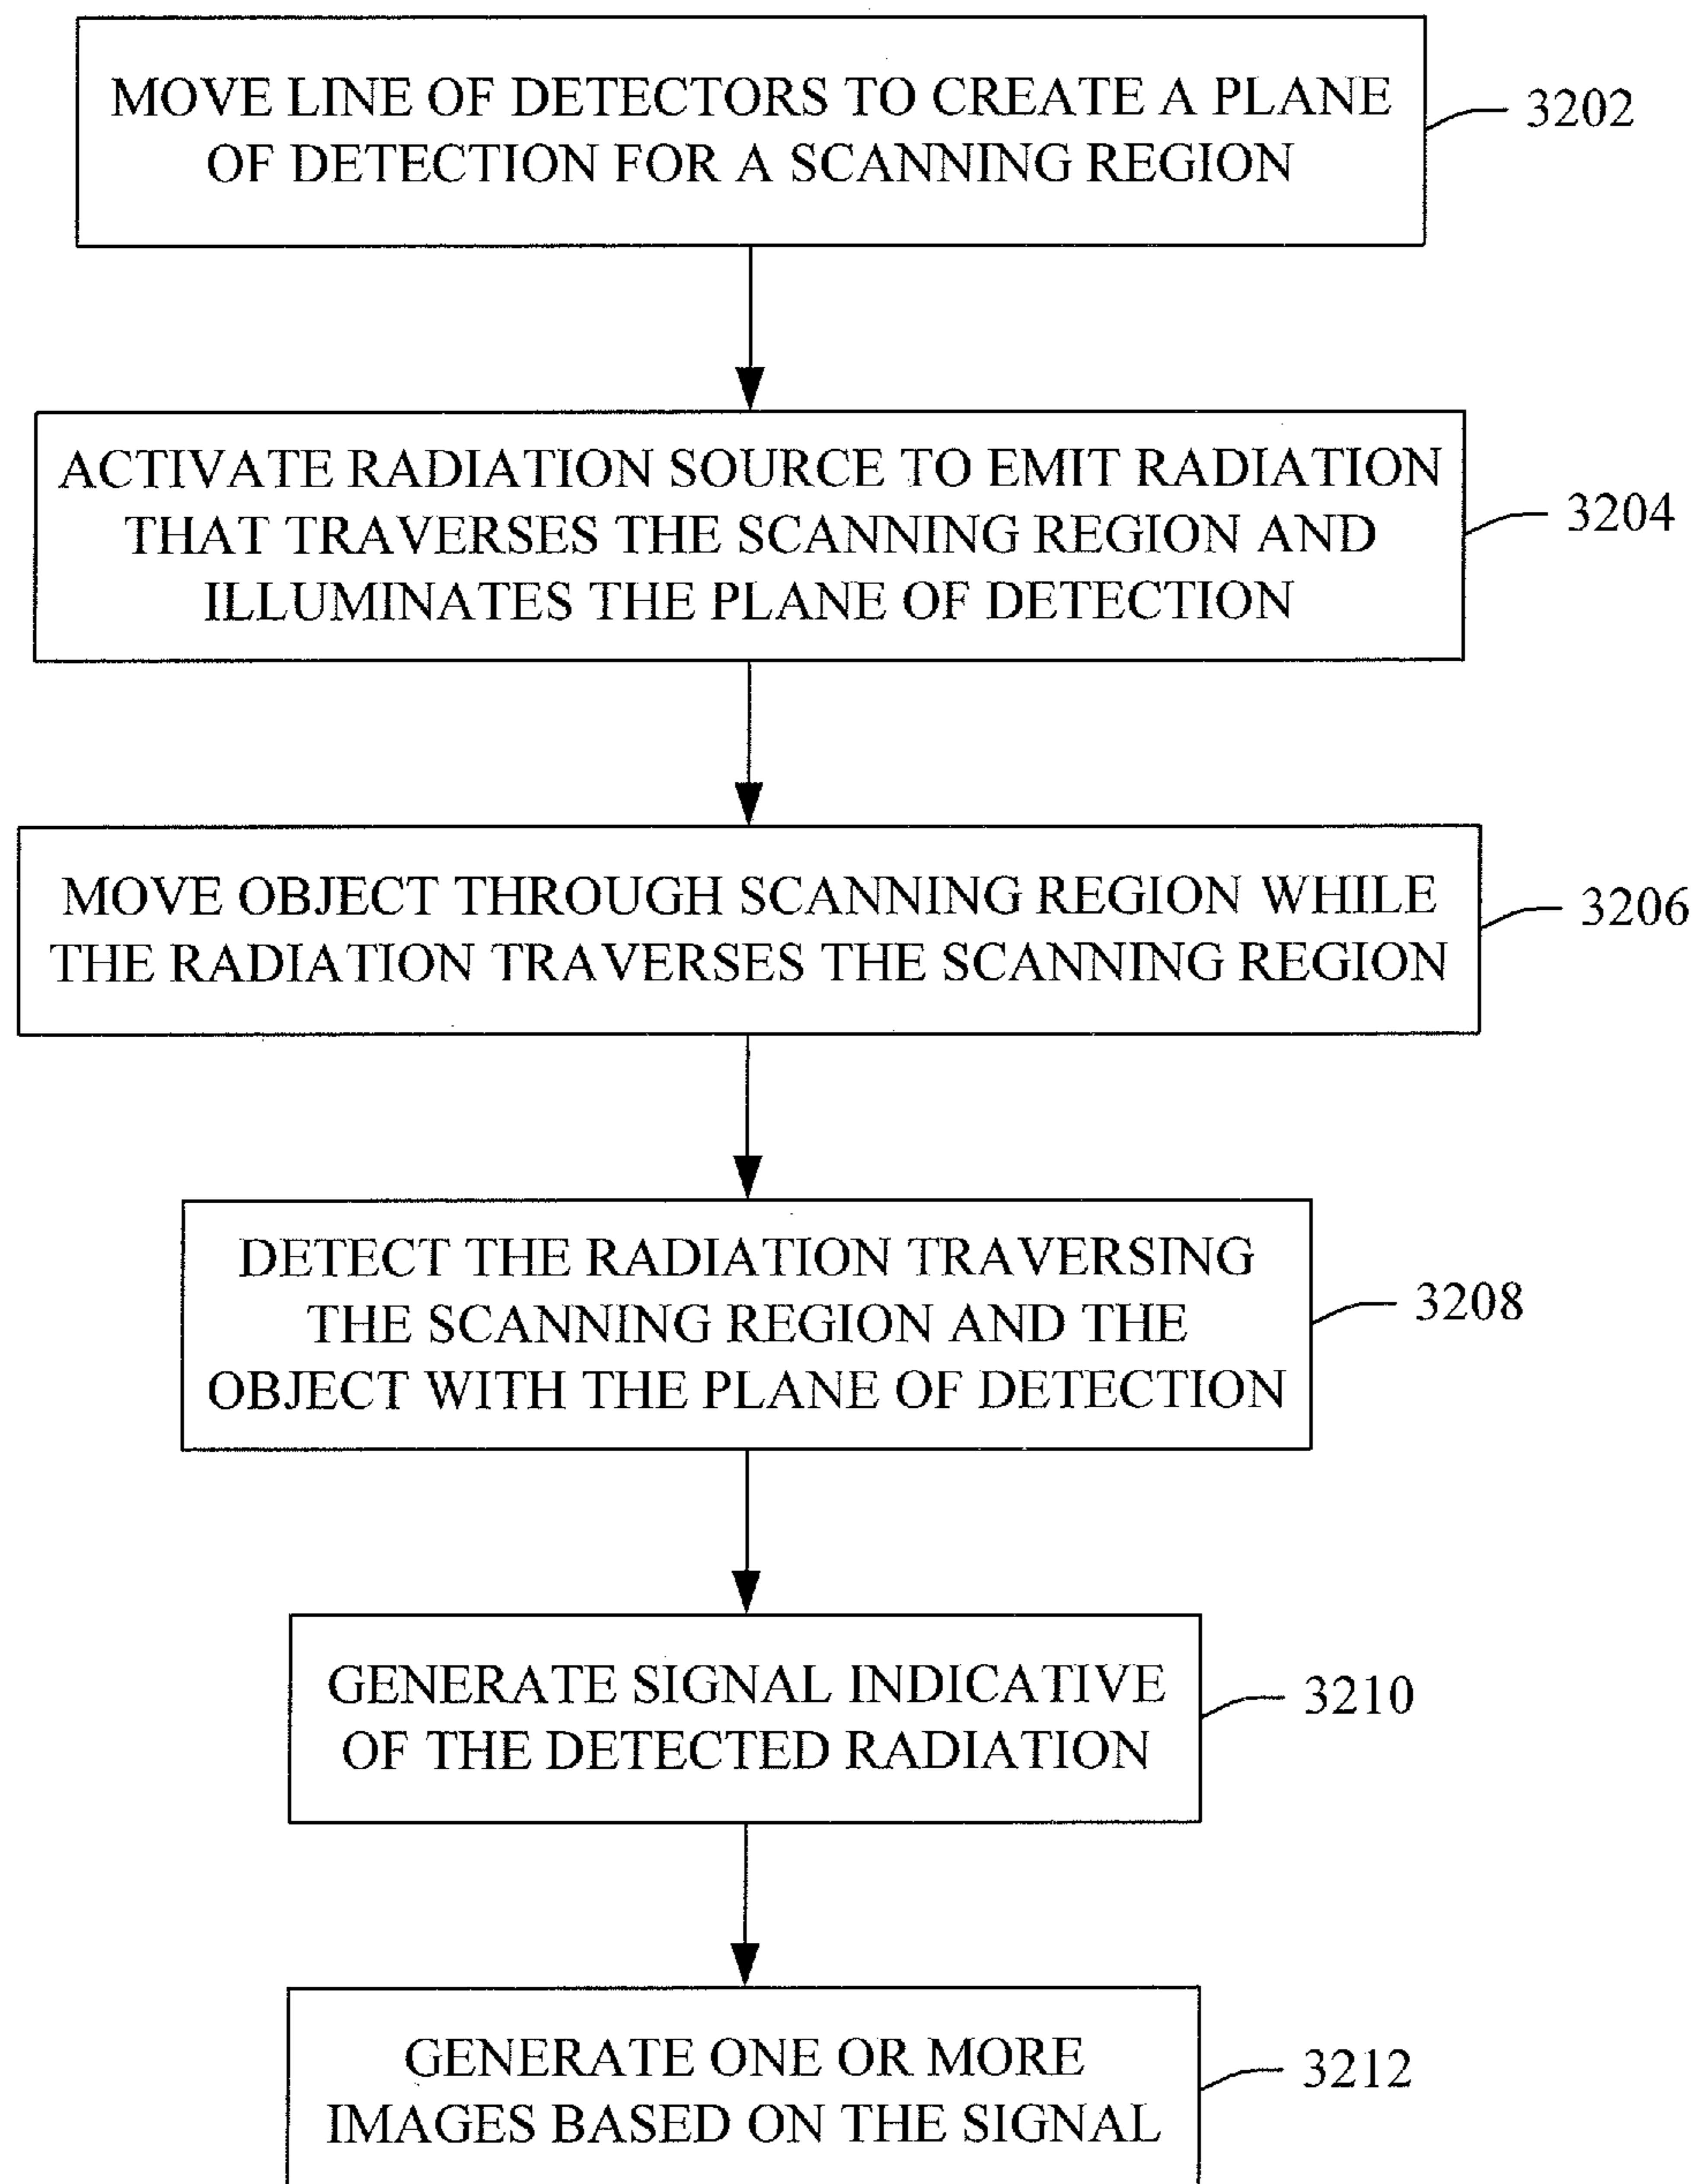 MOVE LINE OF DETECTORS TO CREATE A PLANE
OF DETECTION FOR A SCANNING REGION
3202
ACTIVATE RADIATION SOURCE TO EMIT RADIATION
THAT TRAVERSES THE SCANNING REGION AND
ILLUMINATES THE PLANE OF DETECTION
3204
MOVE OBJECT THROUGH SCANNING REGION WHILE
THE RADIATION TRAVERSES THE SCANNING REGION
3206
DETECT THE RADIATION TRAVERSING
THE SCANNING REGION AND THE
OBJECT WITH THE PLANE OF DETECTION
3208
GENERATE SIGNAL INDICATIVE
OF THE DETECTED RADIATION
3210
GENERATE ONE OR MORE
IMAGES BASED ON THE SIGNAL
3212